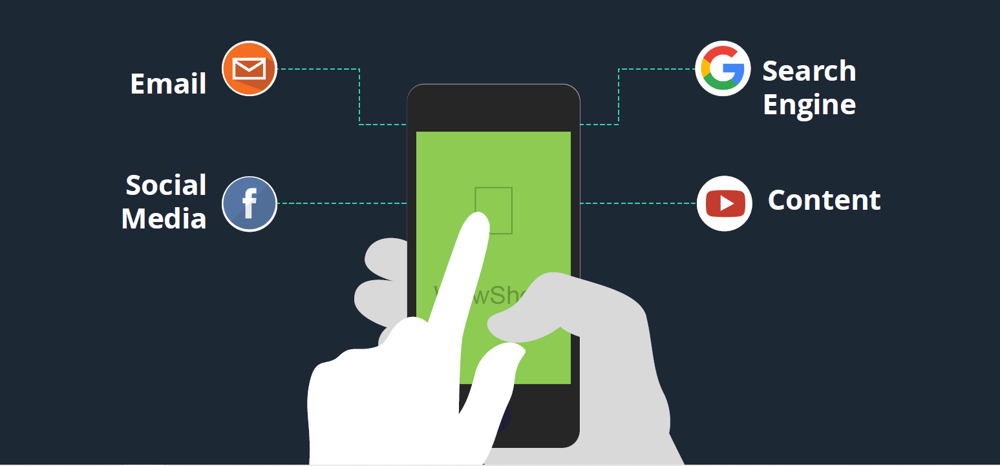 Email
Search
Engine
Social
Media
Content